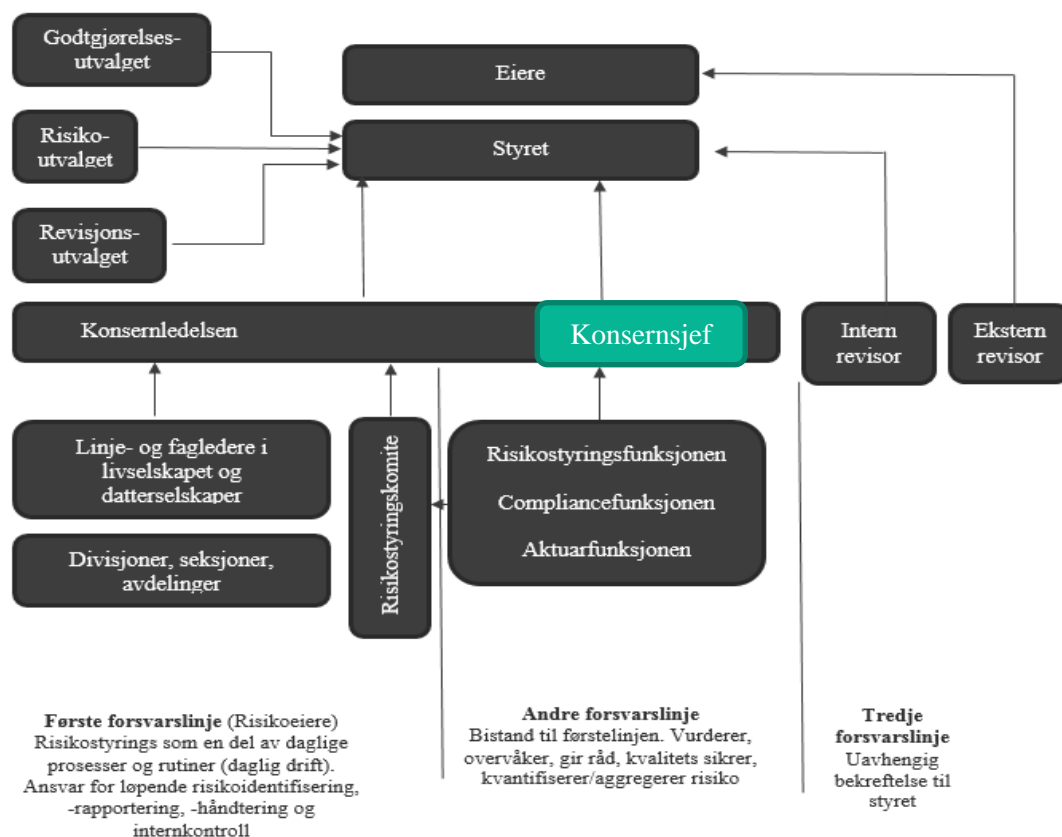 Godtgjørelses-
utvalget
Eiere
Risiko-
utvalget
Styret
Revisjons-
utvalget
Konsernledelsen
Konsernsjef
Intern
revisor
Ekstern
revisor
Linje- og fagledere i
livselskapet og
datterselskaper
Divisjoner, seksjoner,
avdelinger
Risikostyringskomite
Risikostyringsfunksjonen
Compliancefunksjonen
Aktuarfunksjonen
Første forsvarslinje (Risikoeiere)
Risikostyrings som en del av daglige
prosesser og rutiner (daglig drift).
Ansvar for løpende risikoidentifisering,
-rapportering, -håndtering og
internkontroll
Andre forsvarslinje
Bistand til førstelinjen. Vurderer,
overvåker, gir råd, kvalitets sikrer,
kvantifiserer/aggregerer risiko
Tredje
forsvarslinje
Uavhengig
bekreftelse til
styret